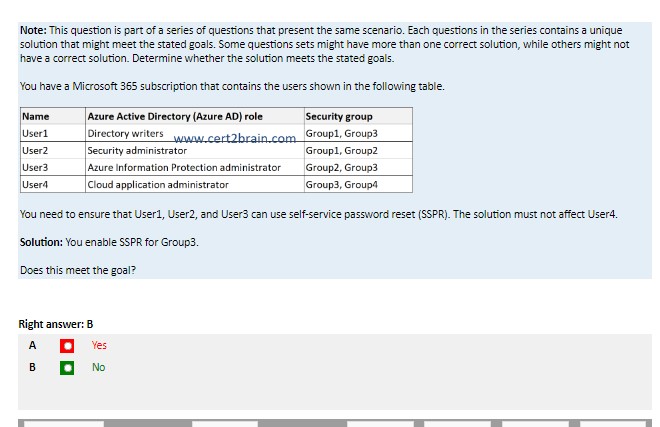 Note: This question is part of a series of questions that present the same scenario. Each questions in the series contains a unique
solution that might meet the stated goals. Some questions sets might have more than one correct solution, while others might not
have a correct solution. Determine whether the solution meets the stated goals.
You have a Microsoft 365 subscription that contains the users shown in the following table.
Name Azure Active Directory (Azure AD) role Security group
User1 Directory writers Group1, Group3
www.cert2brain.com
User2 Security administrator Group1, Group2
User3 Azure Information Protection administrator Group2, Group3
User4 Cloud application administrator Group3, Group4
You need to ensure that User1, User2, and User3 can use self-service password reset (SSPR). The solution must not affect User4.
Solution: You enable SSPR for Group3.
Does this meet the goal?
Right answer: B
A Yes
B No